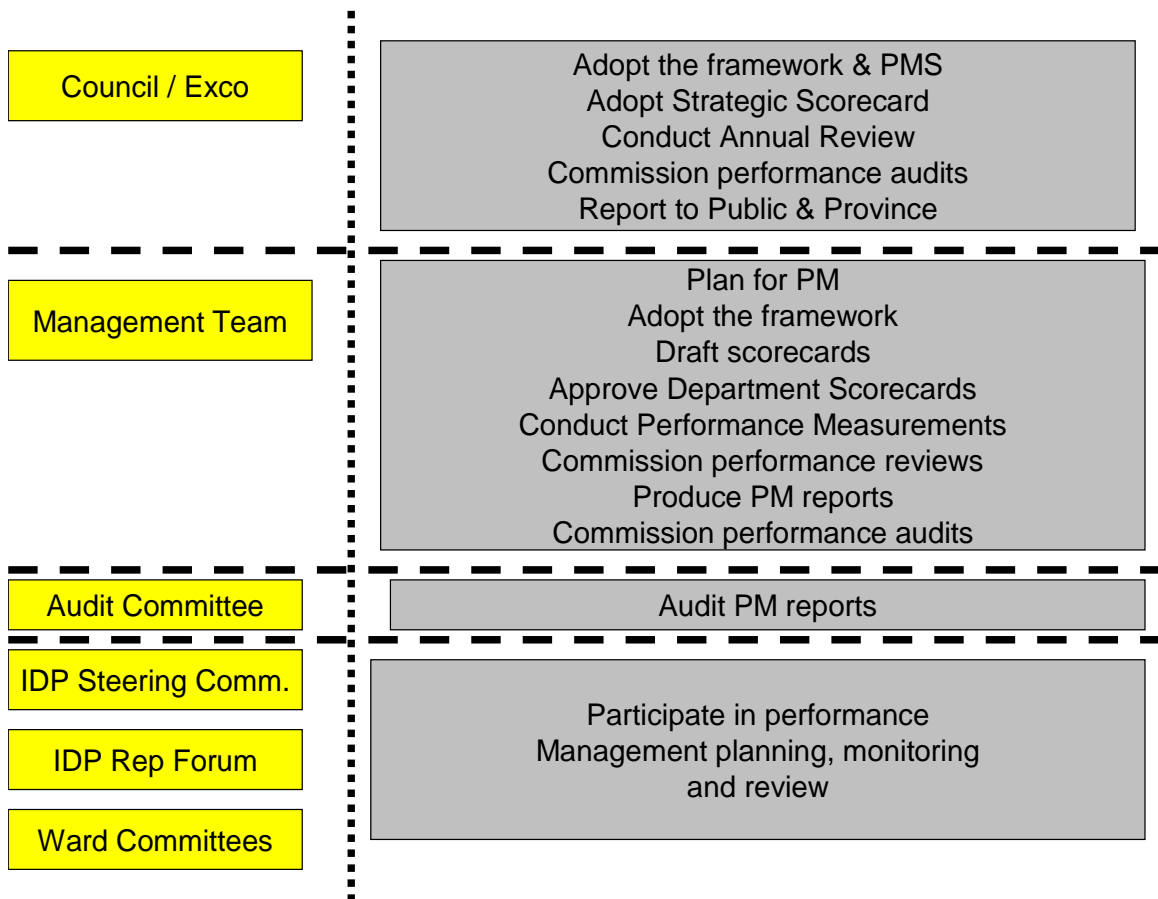 Council / Exco
Adopt the framework & PMS
Adopt Strategic Scorecard
Conduct Annual Review
Commission performance audits
Report to Public & Province
Management Team
Plan for PM
Adopt the framework
Draft scorecards
Approve Department Scorecards
Conduct Performance Measurements
Commission performance reviews
Produce PM reports
Commission performance audits
Audit Committee
Audit PM reports
IDP Steering Comm.
IDP Rep Forum
Ward Committees
Participate in performance
Management planning, monitoring
and review